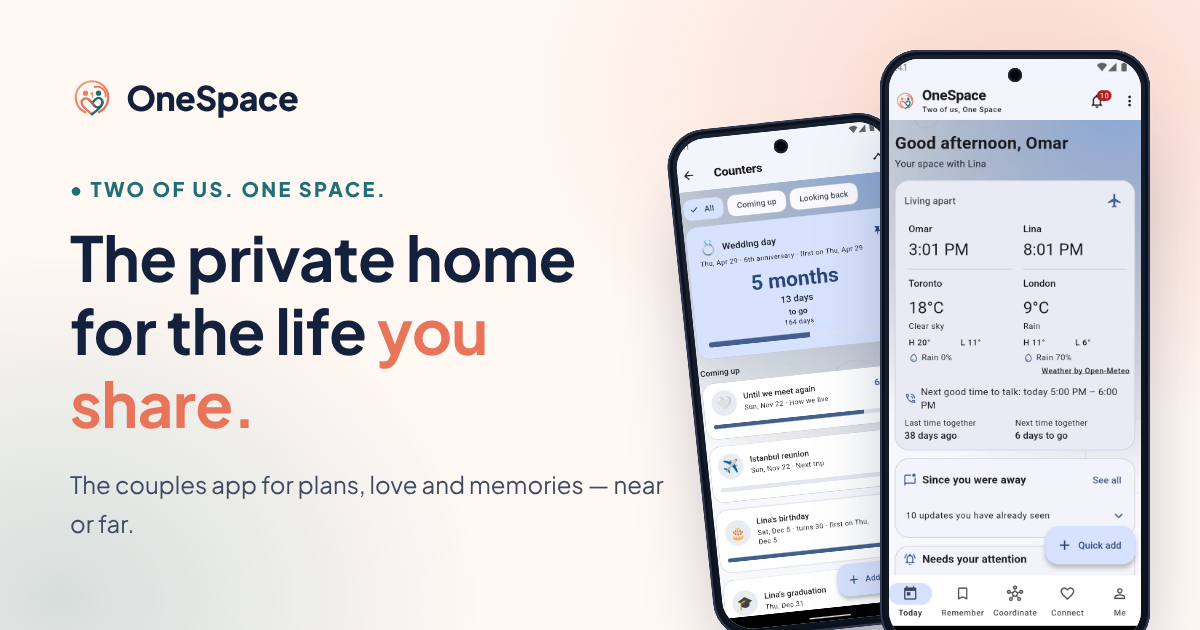 OneSpace
• TWO OF US. ONE SPACE.
The private home
for the life you
share.
The couples app for plans, love and memories — near
or far.
Counters
All
Coming up
Looking back
Wedding day
Thu, Apr 29 · 6th anniversary · first on Thu, Apr 29
5 months
13 days
to go
164 days
Coming up
Until we meet again
Sun, Nov 22 · How we live
Istanbul reunion
Sun, Nov 22 · Next trip
Lina's birthday
Sat, Dec 5 · turns 30 · first on Thu,
Dec 5
Lina's graduation
Thu, Dec 31
+ Add
OneSpace
Two of us, One Space
10
Good afternoon, Omar
Your space with Lina
Living apart
Omar
Lina
3:01 PM
8:01 PM
Toronto
London
18°C
9°C
Clear sky
Rain
H 20° L 11°
H 11° L 6°
Rain 0%
Rain 70%
Weather by Open-Meteo
Next good time to talk: today 5:00 PM – 6:00
PM
Last time together
Next time together
38 days ago
6 days to go
Since you were away
See all
10 updates you have already seen
+ Quick add
Needs your attention
Today
Remember
Coordinate
Connect
Me